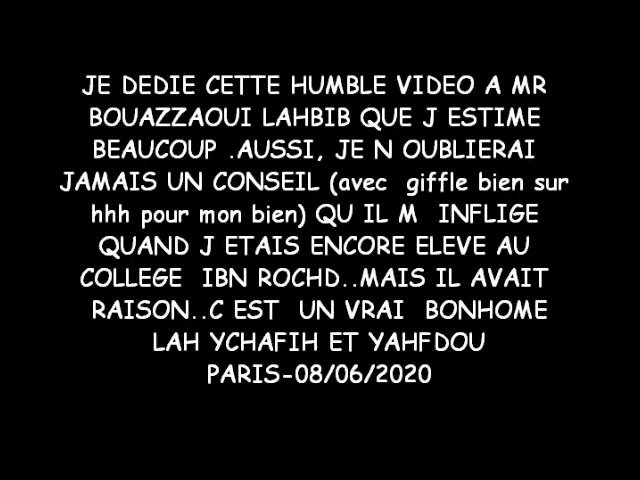 JE DEDIE CETTE HUMBLE VIDEO A MR
BOUAZZAOUI LAHBIB QUE J ESTIME
BEAUCOUP .AUSSI, JE N OUBLIERAI
JAMAIS UN CONSEIL (avec giffle bien sur
hhh pour mon bien) QU IL M INFLIGE
QUAND J ETAIS ENCORE ELEVE AU
COLLEGE IBN ROCHD..MAIS IL AVAIT
RAISON..C EST UN VRAI BONHOME
LAH YCHAFIH ET YAHFDOU
PARIS-08/06/2020